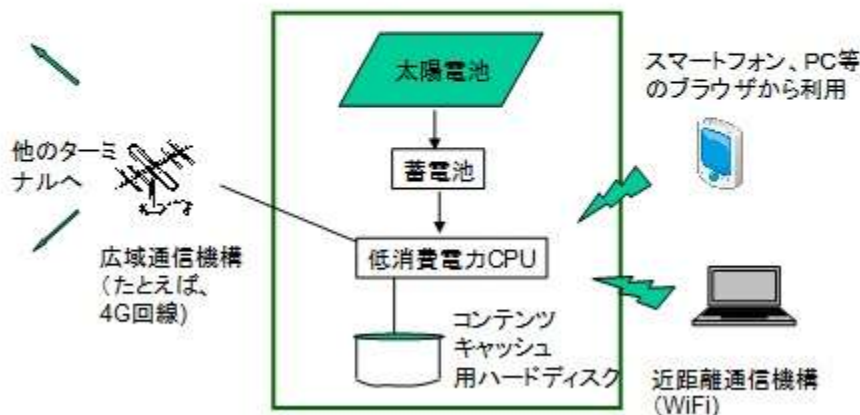 太陽電池
蓄電池
低消費電力CPU
コンテンツ
キャッシュ
用ハードディスク
他のターミ
ナルへ
広域通信機構
(たとえば、
4G回線)
スマートフォン、PC等
のブラウザから利用
近距離通信機構
(WiFi)